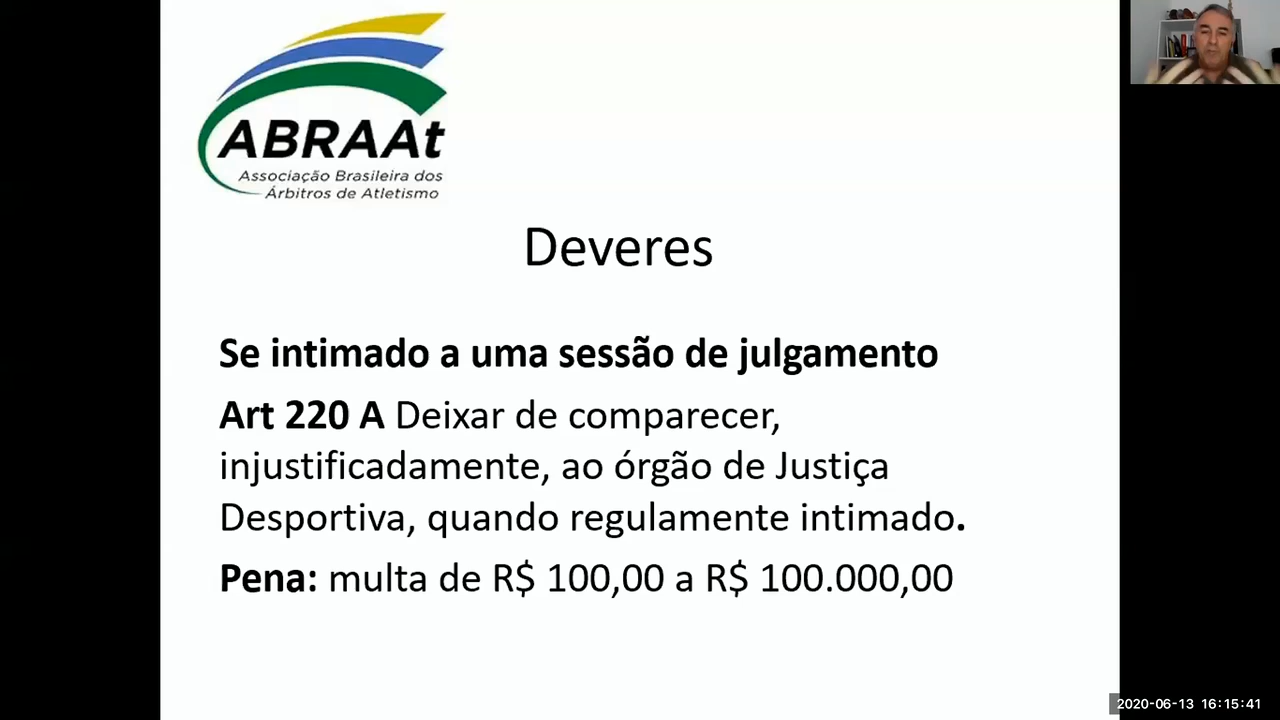 ABRAAt
Associação Brasileira dos
Árbitros de Atletismo
Deveres
Se intimado a uma sessão de julgamento
Art 220 A Deixar de comparecer,
injustificadamente, ao órgão de Justiça
Desportiva, quando regulamente intimado.
Pena: multa de R$ 100,00 a R$ 100.000,00
2020-06-13 16:15:41